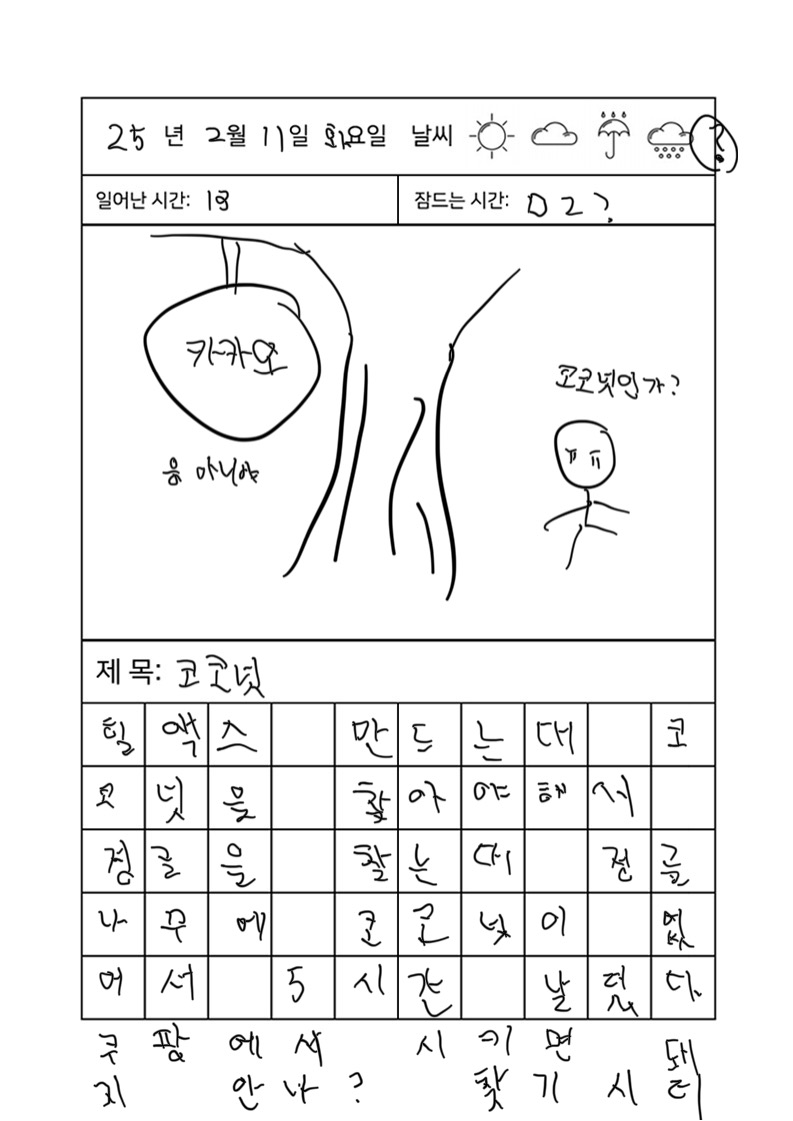 25 년 2월 11일 화요일 날씨 ?
일어난 시간: 18
잠드는 시간: 02?
카카오
코코넛인가?
응 아니야
제 목: 코코넛
힐액스 만드는대 코
코넛을 찾아야해서
정글을 찾는데 정글
나무에 코코넛이 없
어서 5시간 날렸다
쿠팡에서 시키면 돼
지 안나? 찾기 시